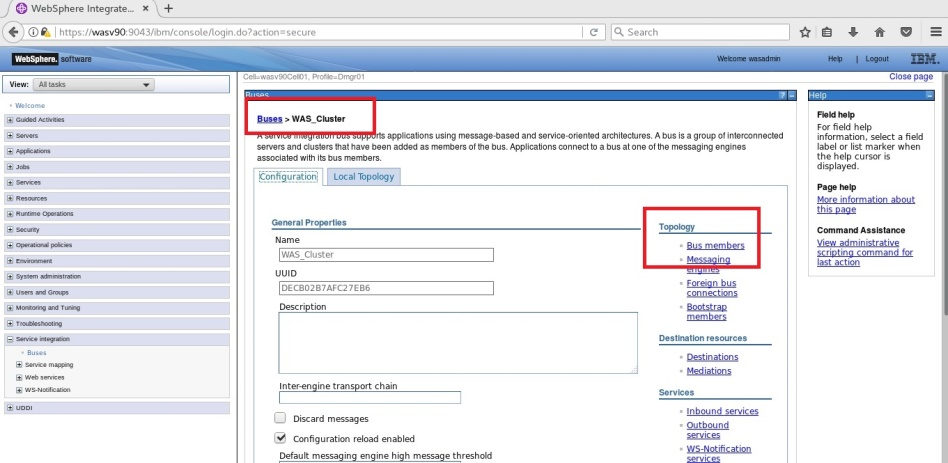 WebSphere Integrate...
https://wasv90:9043/ibm/console/login.do?action=secure
Search
WebSphere. software
Welcome wasadmin
Help | Logout
IBM.
View: All tasks
Welcome
Guided Activities
Servers
Applications
Jobs
Services
Resources
Runtime Operations
Security
Operational policies
Environment
System administration
Users and Groups
Monitoring and Tuning
Troubleshooting
Service integration
Buses
Service mapping
Web services
WS-Notification
UDDI
Cell=wasv90Cell01, Profile=Dmgr01
Close page
Buses
Buses > WAS_Cluster
A service integration bus supports applications using message-based and service-oriented architectures. A bus is a group of interconnected
servers and clusters that have been added as members of the bus. Applications connect to a bus at one of the messaging engines
associated with its bus members.
Configuration
Local Topology
General Properties
Name
WAS_Cluster
UUID
DECB02B7AFC27EB6
Description
Inter-engine transport chain
Discard messages
Configuration reload enabled
Default messaging engine high message threshold
Topology
Bus members
Messaging
engines
Foreign bus
connections
Bootstrap
members
Destination resources
Destinations
Mediations
Services
Inbound services
Outbound
services
WS-Notification
services
Help
Field help
For field help
information, select a field
label or list marker when
the help cursor is
displayed.
Page help
More information about
this page
Command Assistance
View administrative
scripting command for
last action